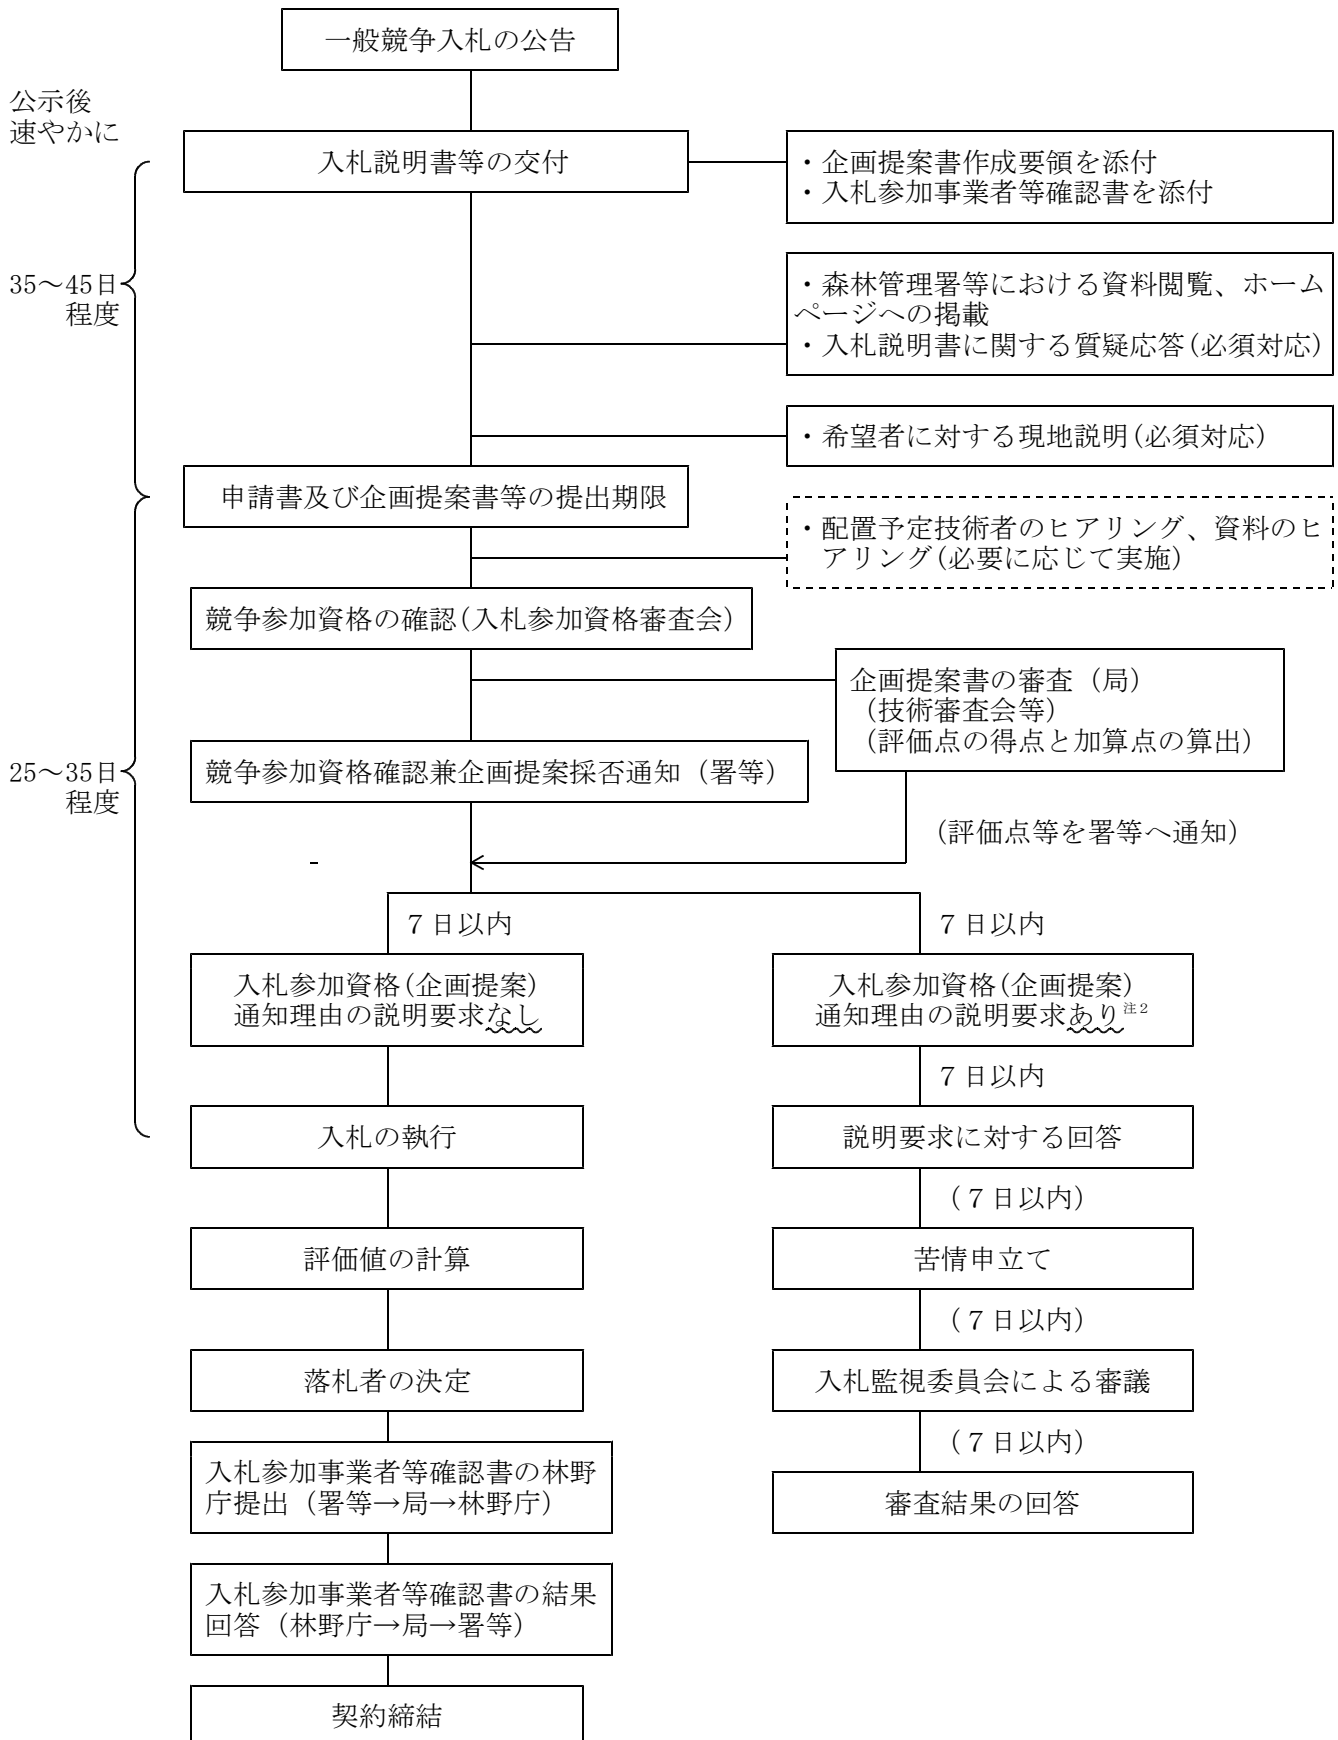 一般競争入札の公告
公示後
速やかに
入札説明書等の交付
・企画提案書作成要領を添付
・入札参加事業者等確認書を添付
35～45日
程度
・森林管理署等における資料閲覧、ホーム
ページへの掲載
・入札説明書に関する質疑応答(必須対応)
・希望者に対する現地説明(必須対応)
申請書及び企画提案書等の提出期限
・配置予定技術者のヒアリング、資料のヒ
アリング(必要に応じて実施)
競争参加資格の確認(入札参加資格審査会)
企画提案書の審査（局）
（技術審査会等）
（評価点の得点と加算点の算出）
25～35日
程度
競争参加資格確認兼企画提案採否通知（署等）
（評価点等を署等へ通知）
７日以内
７日以内
入札参加資格(企画提案)
通知理由の説明要求なし
入札参加資格(企画提案)
通知理由の説明要求あり注2
７日以内
入札の執行
説明要求に対する回答
（７日以内）
評価値の計算
苦情申立て
（７日以内）
落札者の決定
入札監視委員会による審議
（７日以内）
入札参加事業者等確認書の林野
庁提出（署等→局→林野庁）
審査結果の回答
入札参加事業者等確認書の結果
回答（林野庁→局→署等）
契約締結